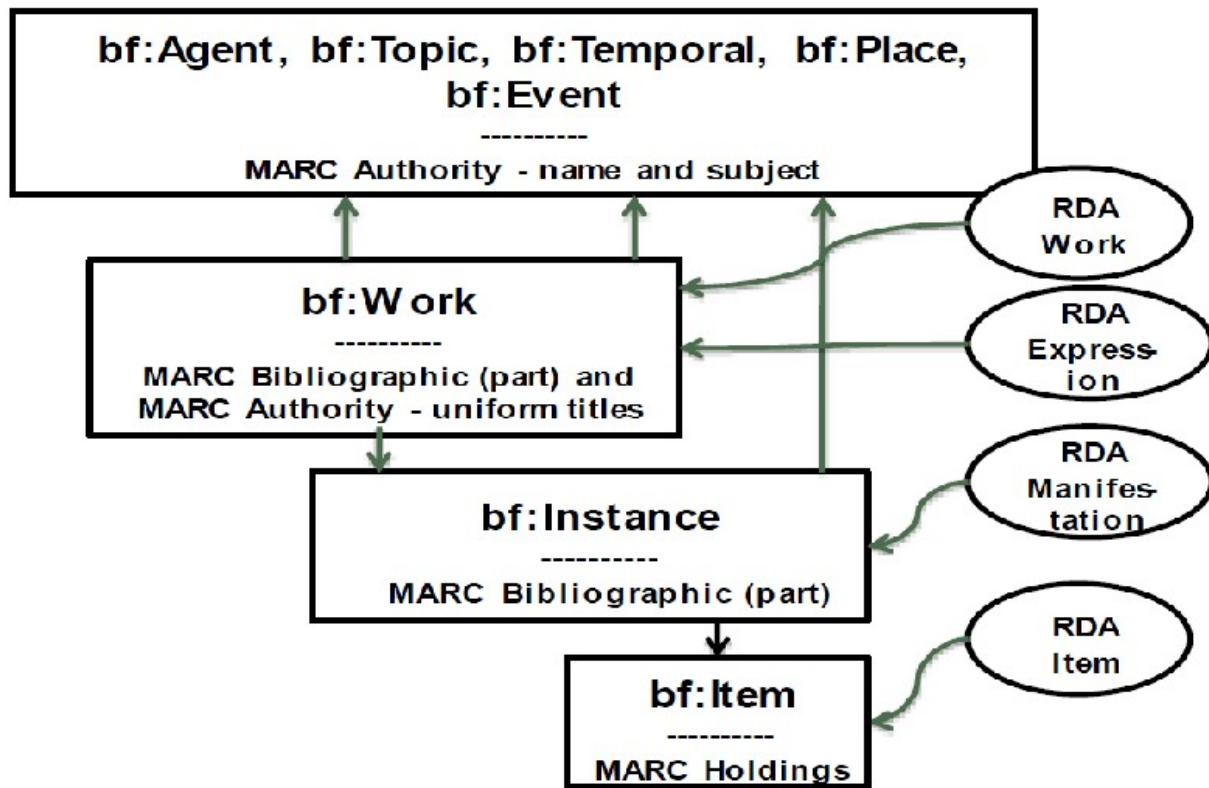 bf:Agent, bf:Topic, bf:Temporal, bf:Place,
bf:Event
----------
MARC Authority - name and subject
RDA
Work
bf:Work
----------
MARC Bibliographic (part) and
MARC Authority - uniform titles
RDA
Express-
ion
bf:Instance
----------
MARC Bibliographic (part)
RDA
Manifes-
tation
bf:Item
----------
MARC Holdings
RDA
Item